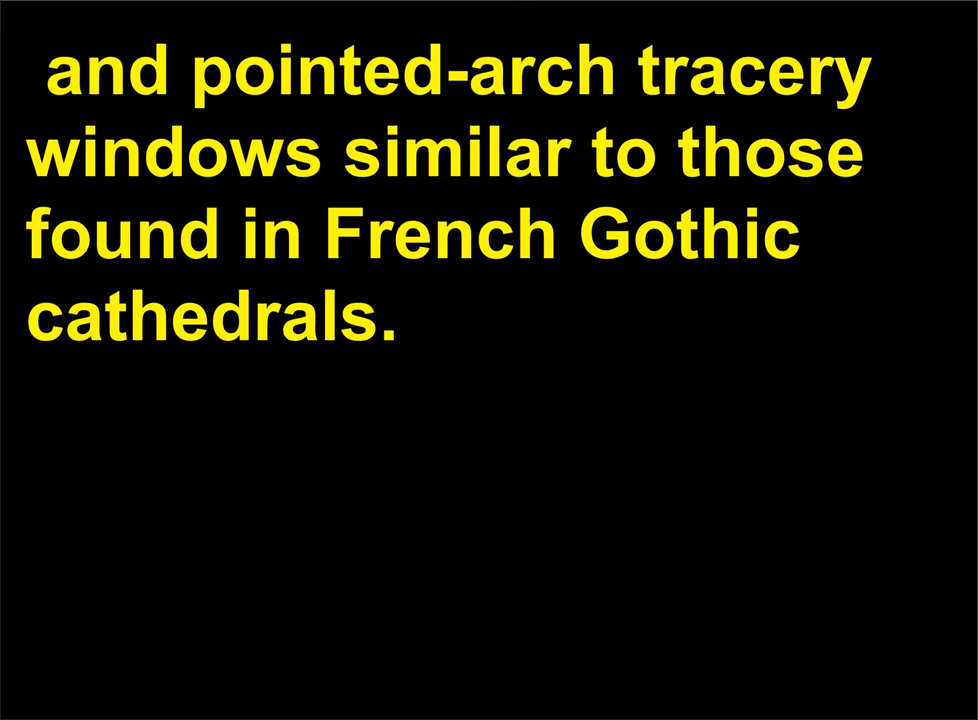 and pointed-arch tracery
windows similar to those
found in French Gothic
cathedrals.